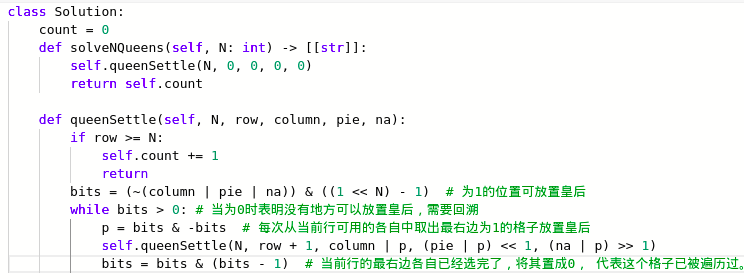 class Solution:
    count = 0
    def solveNQueens(self, N: int) -> [[str]]:
        self.queenSettle(N, 0, 0, 0, 0)
        return self.count

    def queenSettle(self, N, row, column, pie, na):
        if row >= N:
            self.count += 1
            return
        bits = (~(column | pie | na)) & ((1 << N) - 1)  # 为1的位置可放置皇后
        while bits > 0: # 当为0时表明没有地方可以放置皇后，需要回溯
            p = bits & -bits  # 每次从当前行可用的各自中取出最右边为1的格子放置皇后
            self.queenSettle(N, row + 1, column | p, (pie | p) << 1, (na | p) >> 1)
            bits = bits & (bits - 1)  # 当前行的最右边各自已经选完了，将其置成0， 代表这个格子已被遍历过。